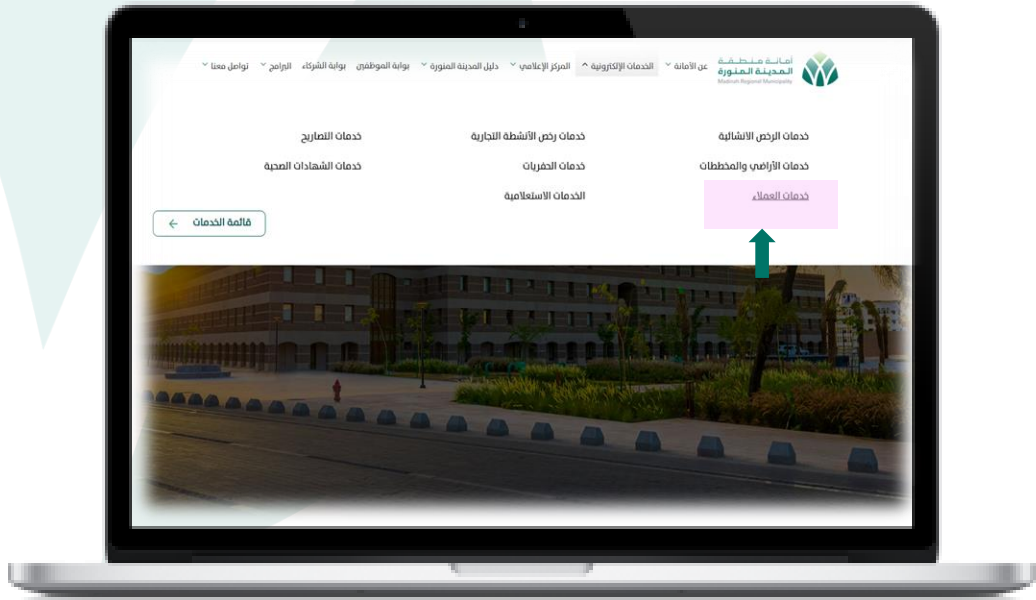 أمانة منطقة
المدينة المنورة
Madinah Regional Municipality
عن الأمانة الخدمات الإلكترونية المركز الإعلامي دليل المدينة المنورة بوابة الموظفين بوابة الشركاء البرامج تواصل معنا
خدمات الرخص الانشائية خدمات رخص الأنشطة التجارية خدمات التصاريح
خدمات الأراضي والمخططات خدمات الحفريات خدمات الشهادات الصحية
خدمات العملاء الخدمات الاستعلامية
قائمة الخدمات